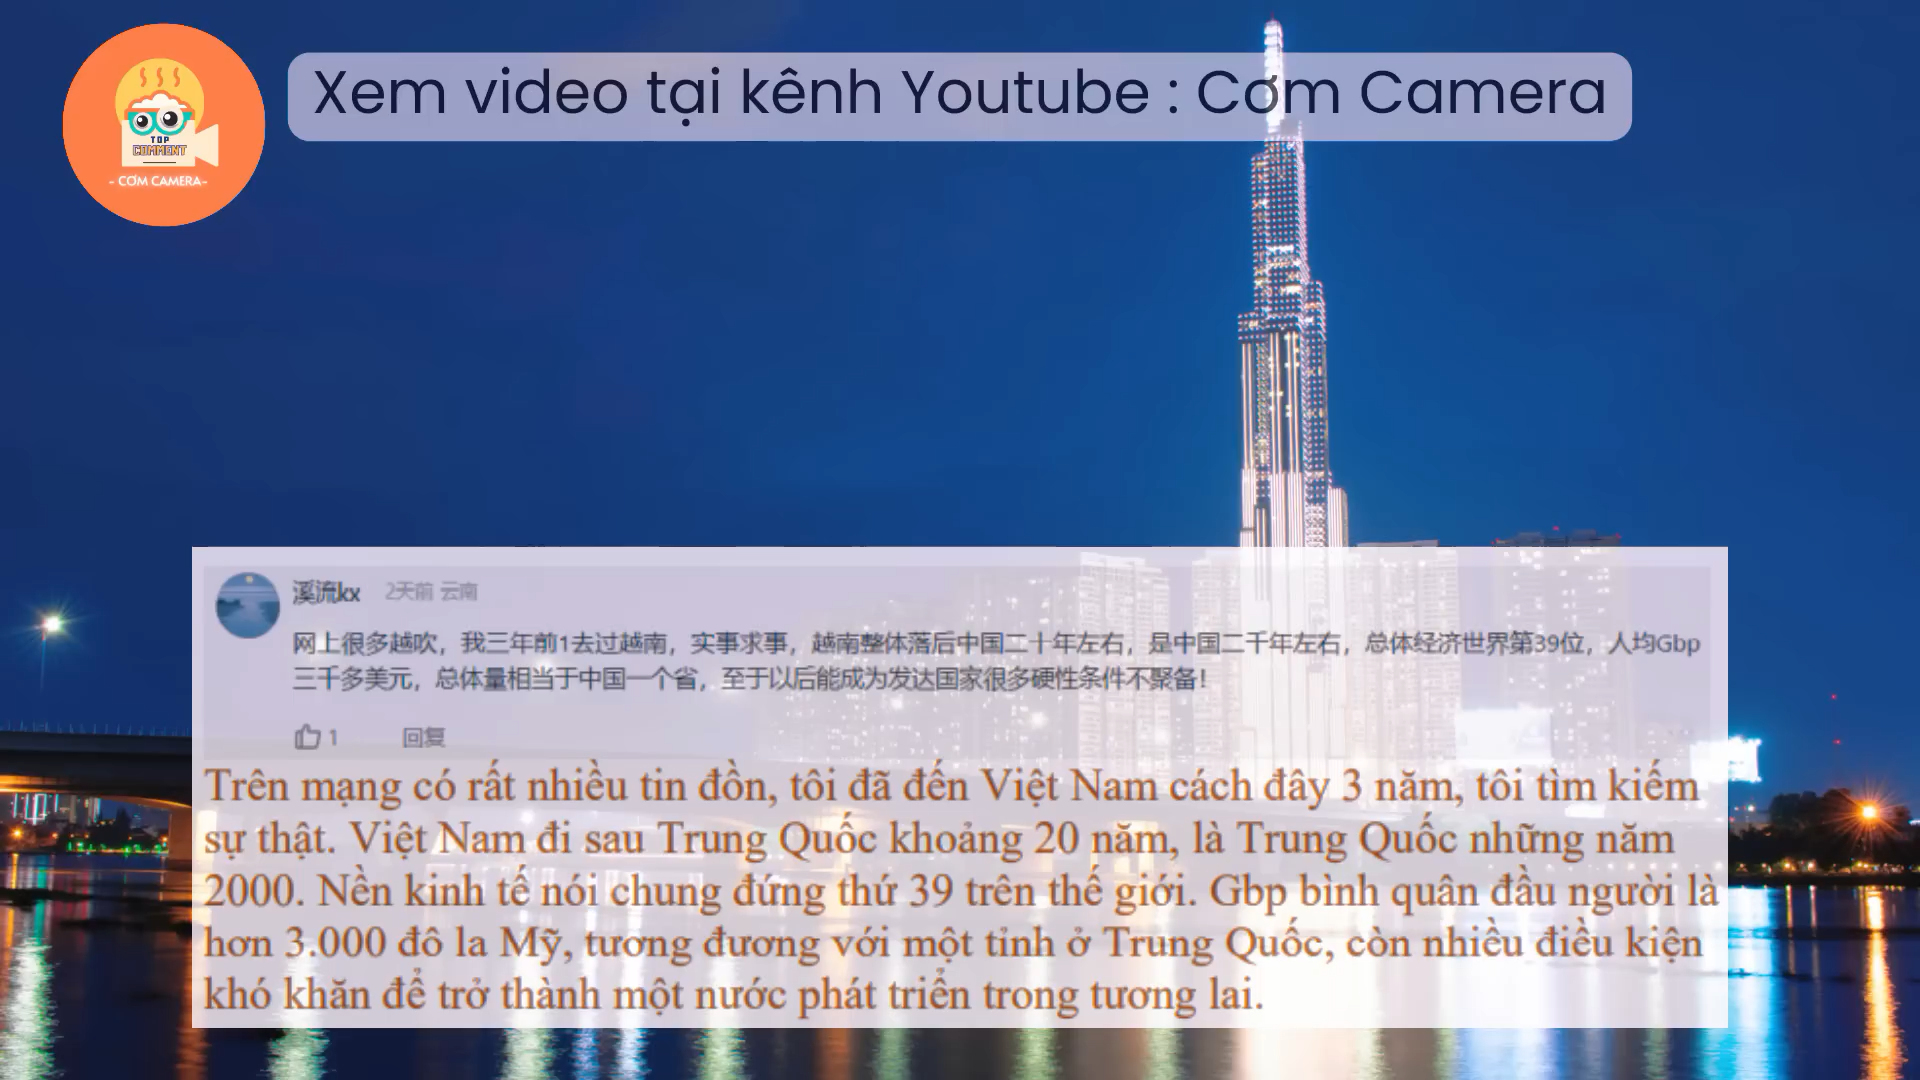 Xem video tại kênh Youtube : Cơm Camera
TOP
COMMENT
- CƠM CAMERA-
溪流kx 2天前 云南
网上很多越吹，我三年前1去过越南，实事求事，越南整体落后中国二十年左右，是中国二千年左右，总体经济世界第39位，人均Gbp
三千多美元，总体量相当于中国一个省，至于以后能成为发达国家很多硬性条件不聚备！
1 回复
Trên mạng có rất nhiều tin đồn, tôi đã đến Việt Nam cách đây 3 năm, tôi tìm kiếm
sự thật. Việt Nam đi sau Trung Quốc khoảng 20 năm, là Trung Quốc những năm
2000. Nền kinh tế nói chung đứng thứ 39 trên thế giới. Gbp bình quân đầu người là
hơn 3.000 đô la Mỹ, tương đương với một tỉnh ở Trung Quốc, còn nhiều điều kiện
khó khăn để trở thành một nước phát triển trong tương lai.